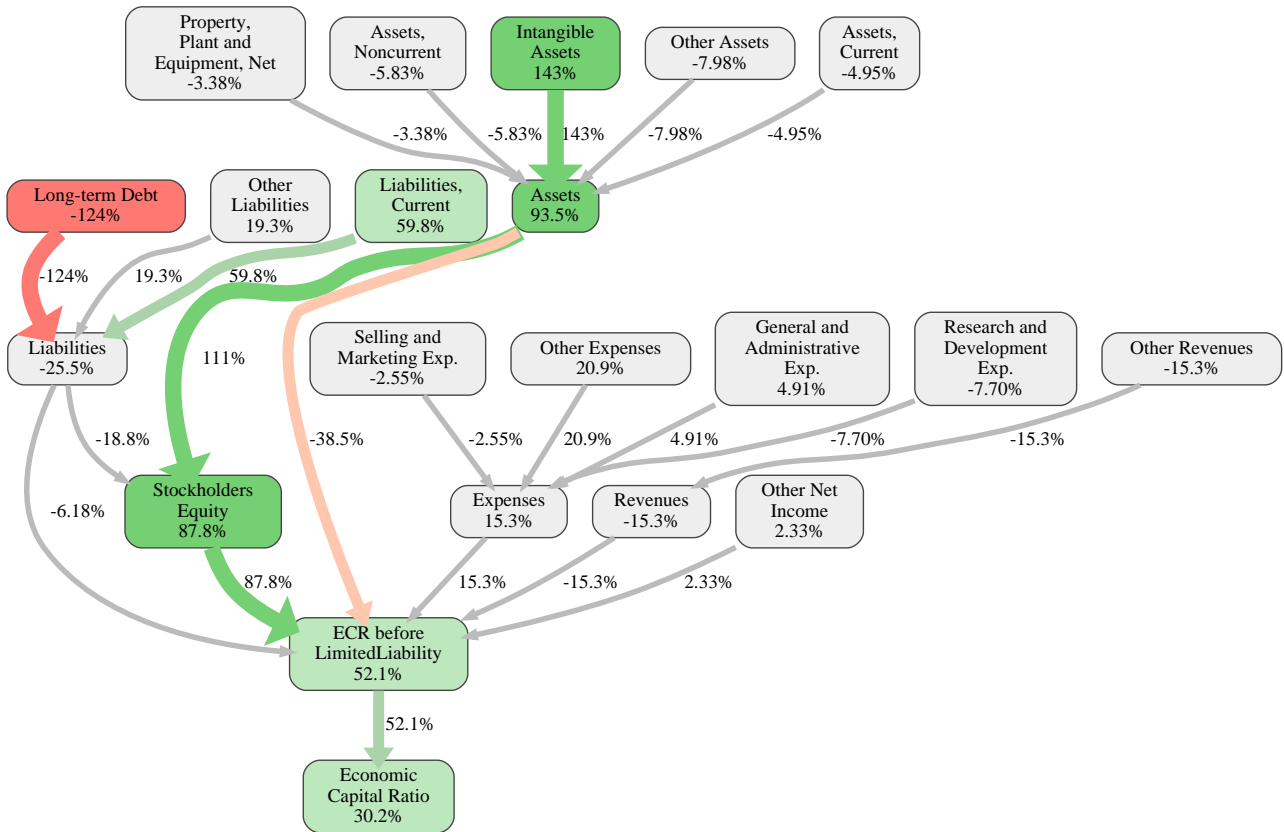 Property,
Plant and
Equipment, Net
-3.38%
Assets,
Noncurrent
-5.83%
Intangible
Assets
143%
Other Assets
-7.98%
Assets,
Current
-4.95%
-3.38%
-5.83%
143%
-7.98%
-4.95%
Long-term Debt
-124%
Other
Liabilities
19.3%
Liabilities,
Current
59.8%
Assets
93.5%
-124%
19.3%
59.8%
Liabilities
-25.5%
111%
Selling and
Marketing Exp.
-2.55%
Other Expenses
20.9%
General and
Administrative
Exp.
4.91%
Research and
Development
Exp.
-7.70%
Other Revenues
-15.3%
-18.8%
-38.5%
-2.55%
20.9%
4.91%
-7.70%
-15.3%
-6.18%
Stockholders
Equity
87.8%
Expenses
15.3%
Revenues
-15.3%
Other Net
Income
2.33%
87.8%
15.3%
-15.3%
2.33%
ECR before
LimitedLiability
52.1%
52.1%
Economic
Capital Ratio
30.2%